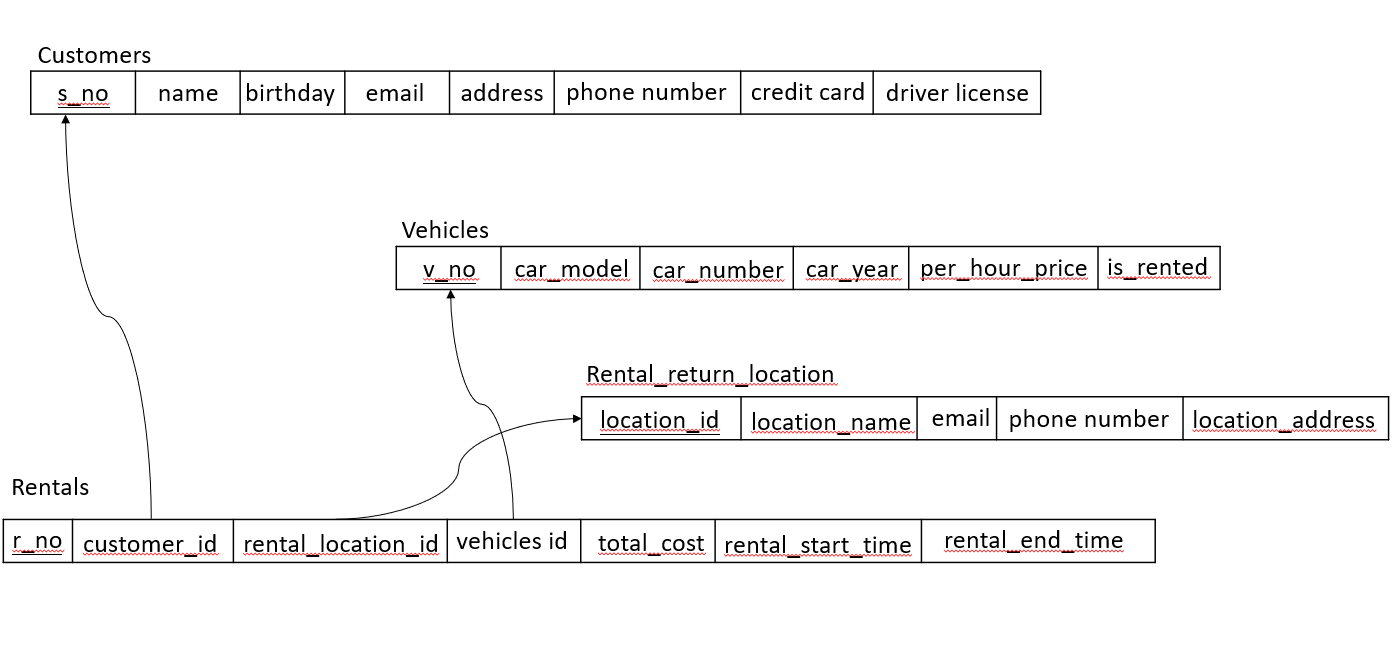 Customers
s_no name birthday email address phone number credit card driver license
Vehicles
v_no car_model car_number car_year per_hour_price is_rented
Rental_return_location
location_id location_name email phone number location_address
Rentals
r_no customer_id rental_location_id vehicles id total_cost rental_start_time rental_end_time